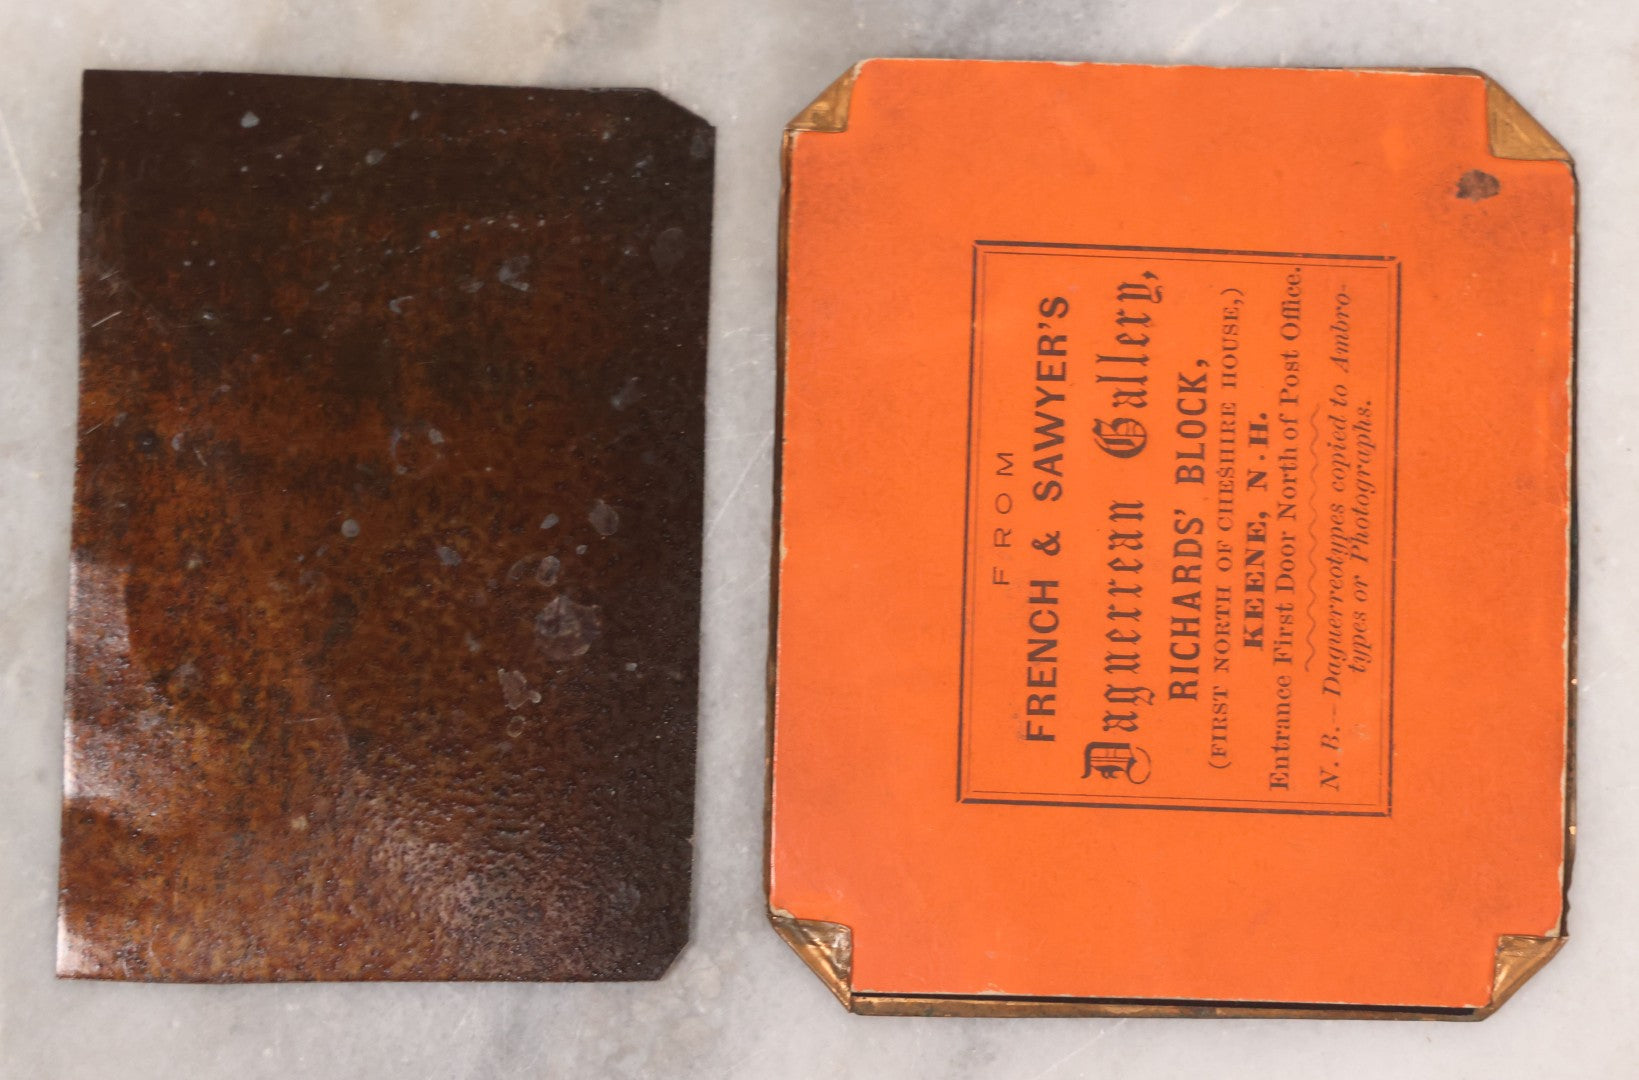 FROM
FRENCH & SAWYER'S
Daguerrean Gallery,
RICHARDS' BLOCK,
(FIRST NORTH OF CHESHIRE HOUSE,)
KEENE, N. H.
Entrance First Door North of Post Office.
N. B.—Daguerreotypes copied to Ambro-
types or Photographs.